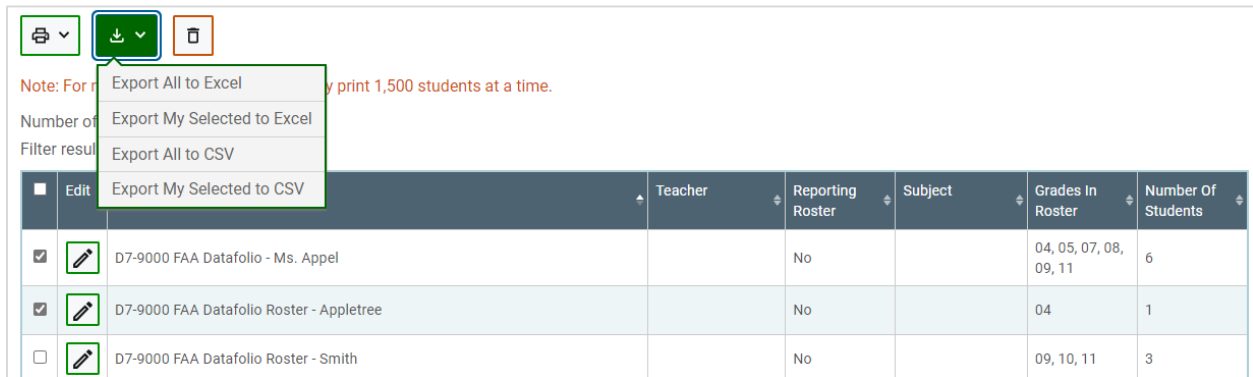 Export All to Excel
Note: For y print 1,500 students at a time.
Export My Selected to Excel
Number of
Export All to CSV
Filter resul
Export My Selected to CSV
Edit Teacher Reporting Roster Subject Grades In Roster Number Of Students
D7-9000 FAA Datafolio - Ms. Appel No 04, 05, 07, 08, 09, 11 6
D7-9000 FAA Datafolio Roster - Appletree No 04 1
D7-9000 FAA Datafolio Roster - Smith No 09, 10, 11 3